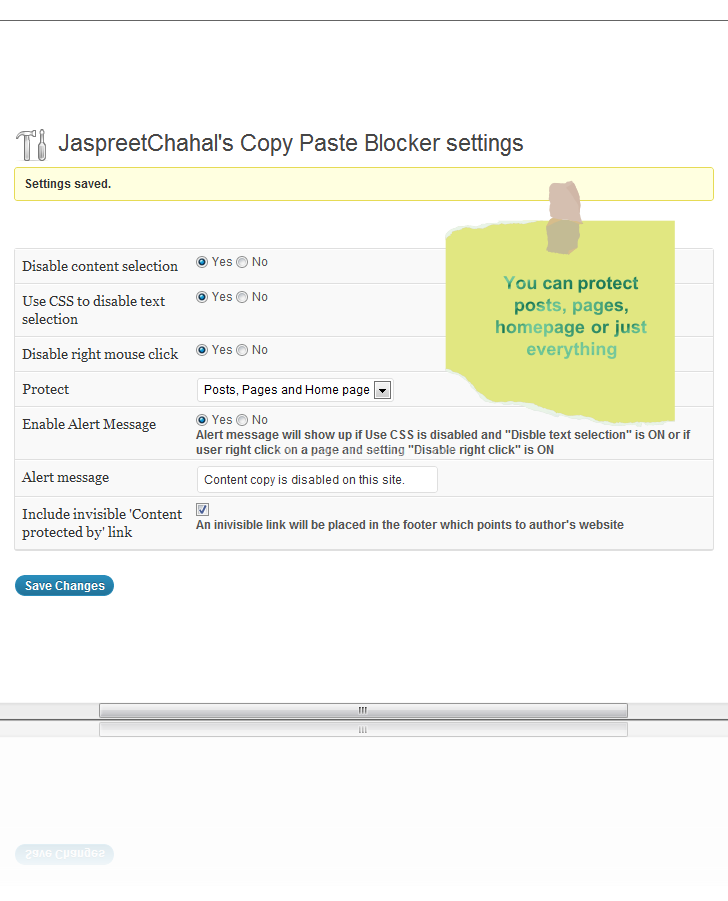 JaspreetChahal's Copy Paste Blocker settings
Settings saved.
You can protect
posts, pages,
homepage or just
everything
Disable content selection
Yes No
Use CSS to disable text
selection
Yes No
Disable right mouse click
Yes No
Protect
Posts, Pages and Home page
Enable Alert Message
Yes No
Alert message will show up if Use CSS is disabled and "Disble text selection" is ON or if
user right click on a page and setting "Disable right click" is ON
Alert message
Content copy is disabled on this site.
Include invisible 'Content
protected by' link
An inivisible link will be placed in the footer which points to author's website
Save Changes
Save Changes